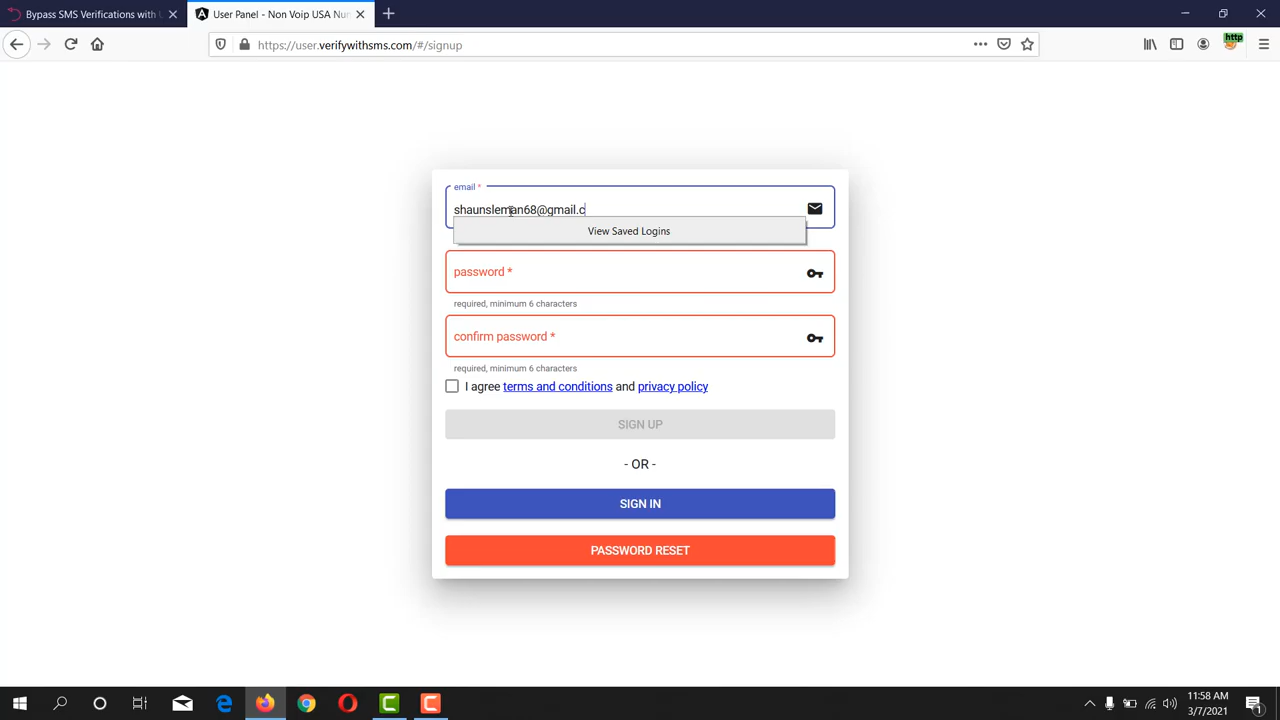 Bypass SMS Verifications with
User Panel - Non Voip USA Nu
https://user.verifywithsms.com/#/signup
http
email *
shaunsleman68@gmail.c
View Saved Logins
password *
required, minimum 6 characters
confirm password *
required, minimum 6 characters
I agree terms and conditions and privacy policy
SIGN UP
- OR -
SIGN IN
PASSWORD RESET
11:58 AM
3/7/2021
1